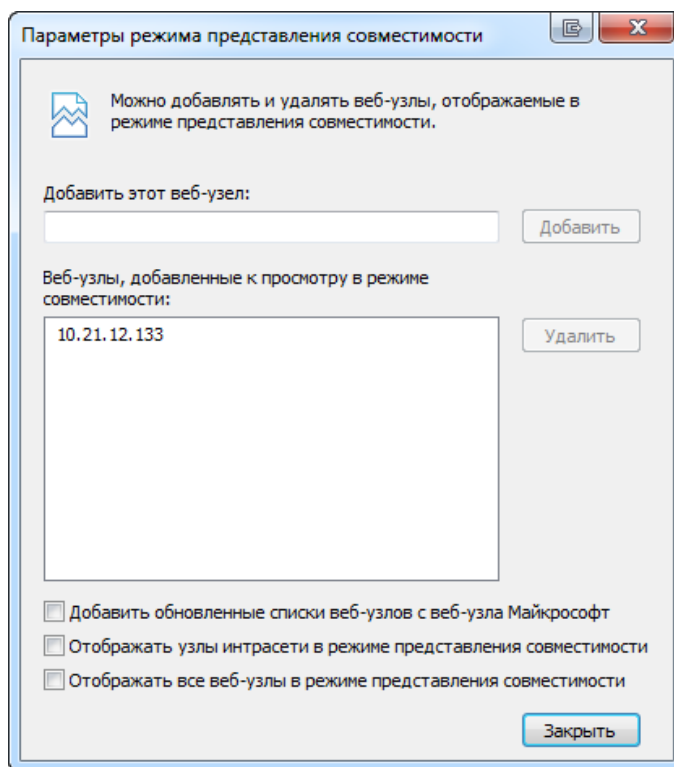 Параметры режима представления совместимости
Можно добавлять и удалять веб-узлы, отображаемые в
режиме представления совместимости.
Добавить этот веб-узел:
Добавить
Веб-узлы, добавленные к просмотру в режиме
совместимости:
10.21.12.133
Удалить
Добавить обновленные списки веб-узлов с веб-узла Майкрософт
Отображать узлы интрасети в режиме представления совместимости
Отображать все веб-узлы в режиме представления совместимости
Закрыть